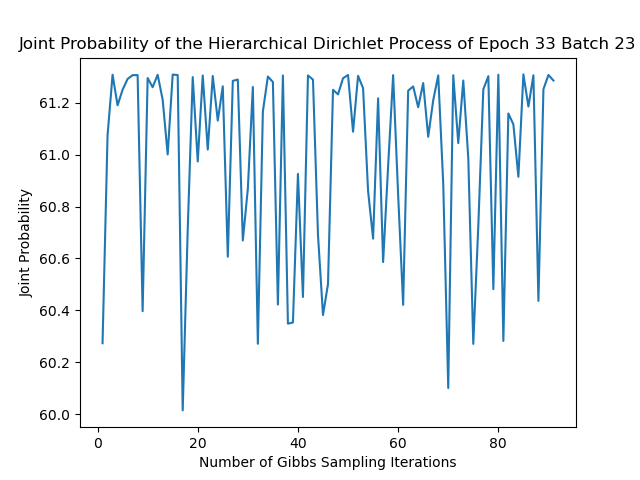 Joint Probability of the Hierarchical Dirichlet Process of Epoch 33 Batch 23
61.2
61.0
60.8
60.6
60.4
60.2
60.0
Joint Probability
0 20 40 60 80
Number of Gibbs Sampling Iterations